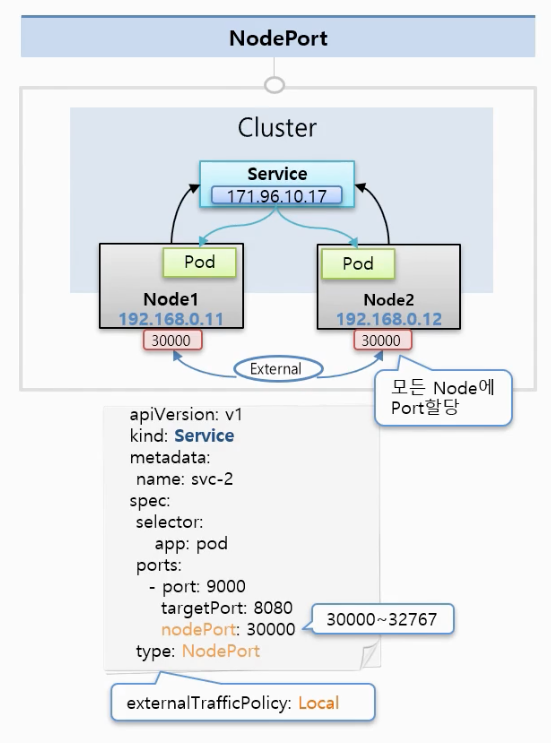 NodePort
Cluster
Service
171.96.10.17
Pod
Pod
Node1
Node2
192.168.0.11
192.168.0.12
30000
30000
External
모든 Node에
Port할당
apiVersion: v1
kind: Service
metadata:
name: svc-2
spec:
selector:
app: pod
ports:
- port: 9000
targetPort: 8080
nodePort: 30000
30000~32767
type: NodePort
externalTrafficPolicy: Local